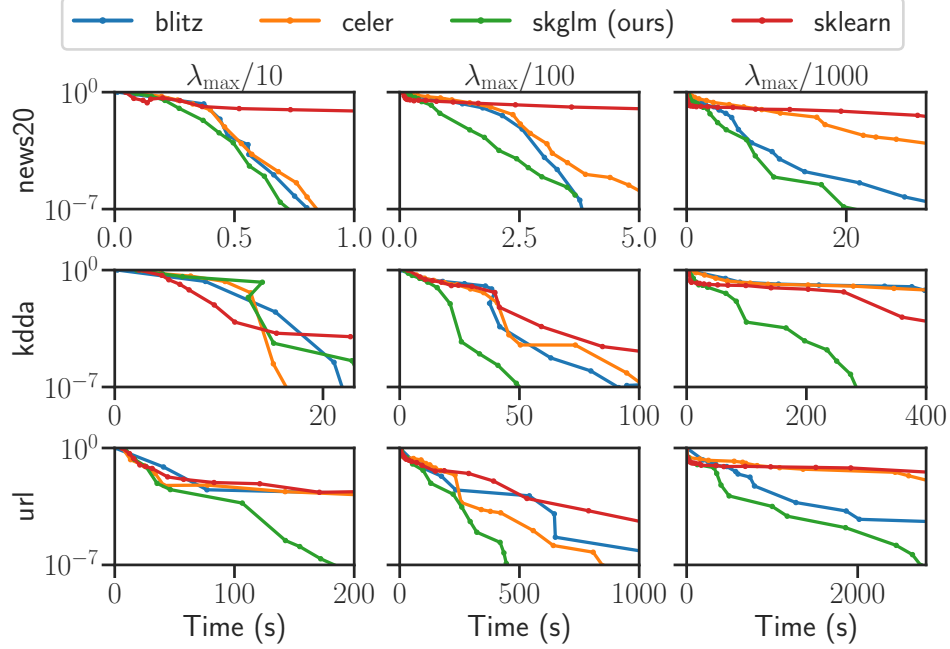 blitz celer skglm (ours) sklearn
λmax/10 λmax/100 λmax/1000
news20
10^0
10^-7
0.0 0.5 1.0 0.0 2.5 5.0 0 20
kdda
10^0
10^-7
0 20 0 50 100 0 200 400
url
10^0
10^-7
0 100 200 0 500 1000 0 2000
Time (s) Time (s) Time (s)